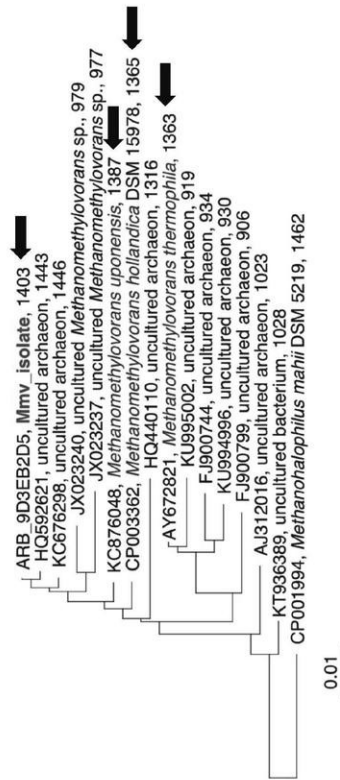 ARB_9D3EB2D5, Mmv_isolate, 1403
HQ592621, uncultured archaeon, 1443
KC676298, uncultured archaeon, 1446
JX023240, uncultured Methanomethylovorans sp., 979
JX023237, uncultured Methanomethylovorans sp., 977
KC876048, Methanomethylovorans uponensis, 1387
CP003362, Methanomethylovorans hollandica DSM 15978, 1365
HQ440110, uncultured archaeon, 1316
AY672821, Methanomethylovorans thermophila, 1363
KU995002, uncultured archaeon, 919
FJ900744, uncultured archaeon, 934
KU994996, uncultured archaeon, 930
FJ900799, uncultured archaeon, 906
AJ312016, uncultured archaeon, 1023
KT936389, uncultured bacterium, 1028
CP001994, Methanohalophilus mahii DSM 5219, 1462
0.01